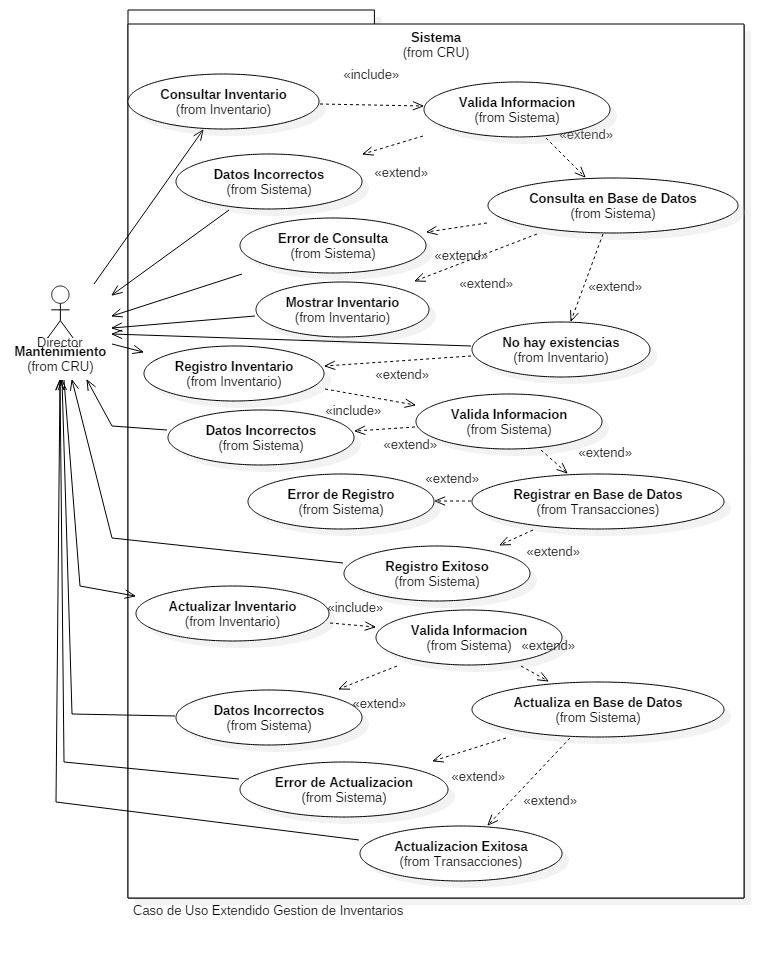 Sistema
(from CRU)
«include»
Consultar Inventario
(from Inventario)
Valida Informacion
(from Sistema)
«extend»
Datos Incorrectos
(from Sistema)
«extend»
Consulta en Base de Datos
(from Sistema)
Error de Consulta
(from Sistema)
«extend»
«extend»
«extend»
Mostrar Inventario
(from Inventario)
Director
Mantenimiento
(from CRU)
No hay existencias
(from Inventario)
Registro Inventario
(from Inventario)
«extend»
«include»
Valida Informacion
(from Sistema)
Datos Incorrectos
(from Sistema)
«extend»
«extend»
«extend»
Error de Registro
(from Sistema)
Registrar en Base de Datos
(from Transacciones)
«extend»
Registro Exitoso
(from Sistema)
Actualizar Inventario
(from Inventario)
«include»
Valida Informacion
(from Sistema)
«extend»
Datos Incorrectos
(from Sistema)
«extend»
Actualiza en Base de Datos
(from Sistema)
Error de Actualizacion
(from Sistema)
«extend»
«extend»
Actualizacion Exitosa
(from Transacciones)
Caso de Uso Extendido Gestion de Inventarios